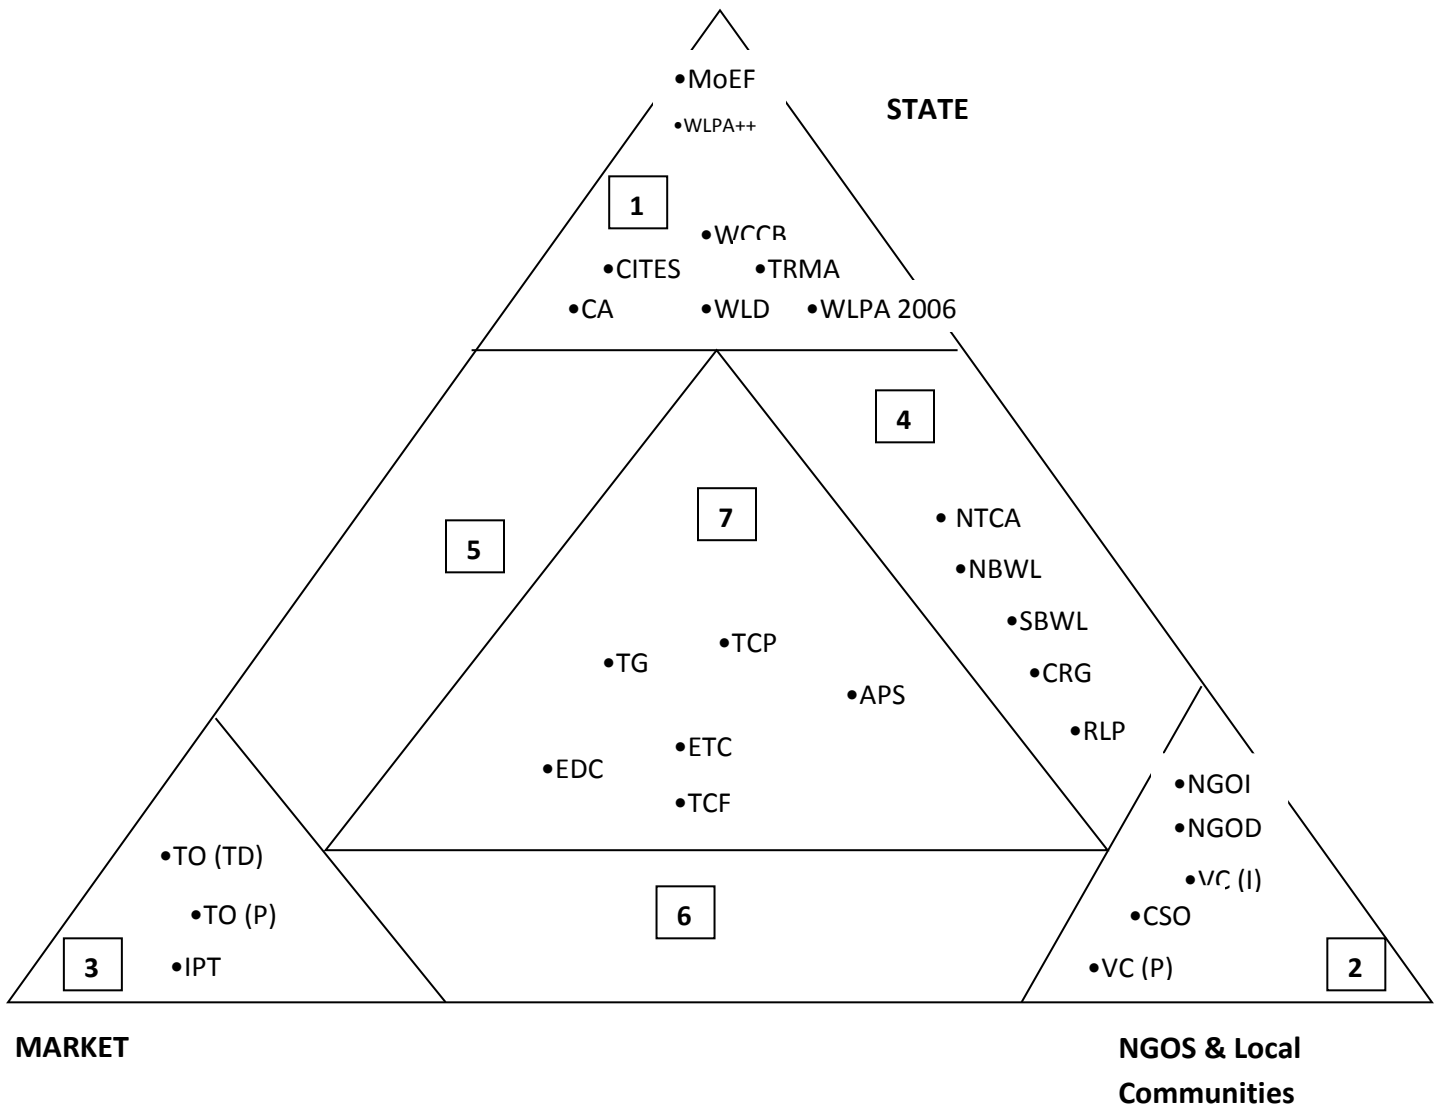 •MoEF
STATE
•WLPA++
1
•WCCB
•CITES
•TRMA
•CA
•WLD
•WLPA 2006
4
5
7
• NTCA
•NBWL
•SBWL
•TCP
•TG
•CRG
•APS
•RLP
•ETC
•EDC
•TCF
•NGOI
•NGOD
•TO (TD)
•VC (I)
•TO (P)
6
•CSO
3
•IPT
•VC (P)
2
MARKET
NGOS & Local
Communities